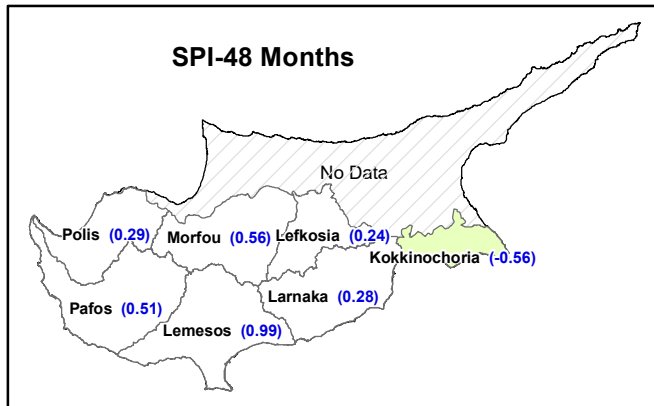 SPI-48 Months
No Data
Polis (0.29)
Morfou (0.56)
Lefkosia (0.24)
Kokkinochoria (-0.56)
Pafos (0.51)
Larnaka (0.28)
Lemesos (0.99)